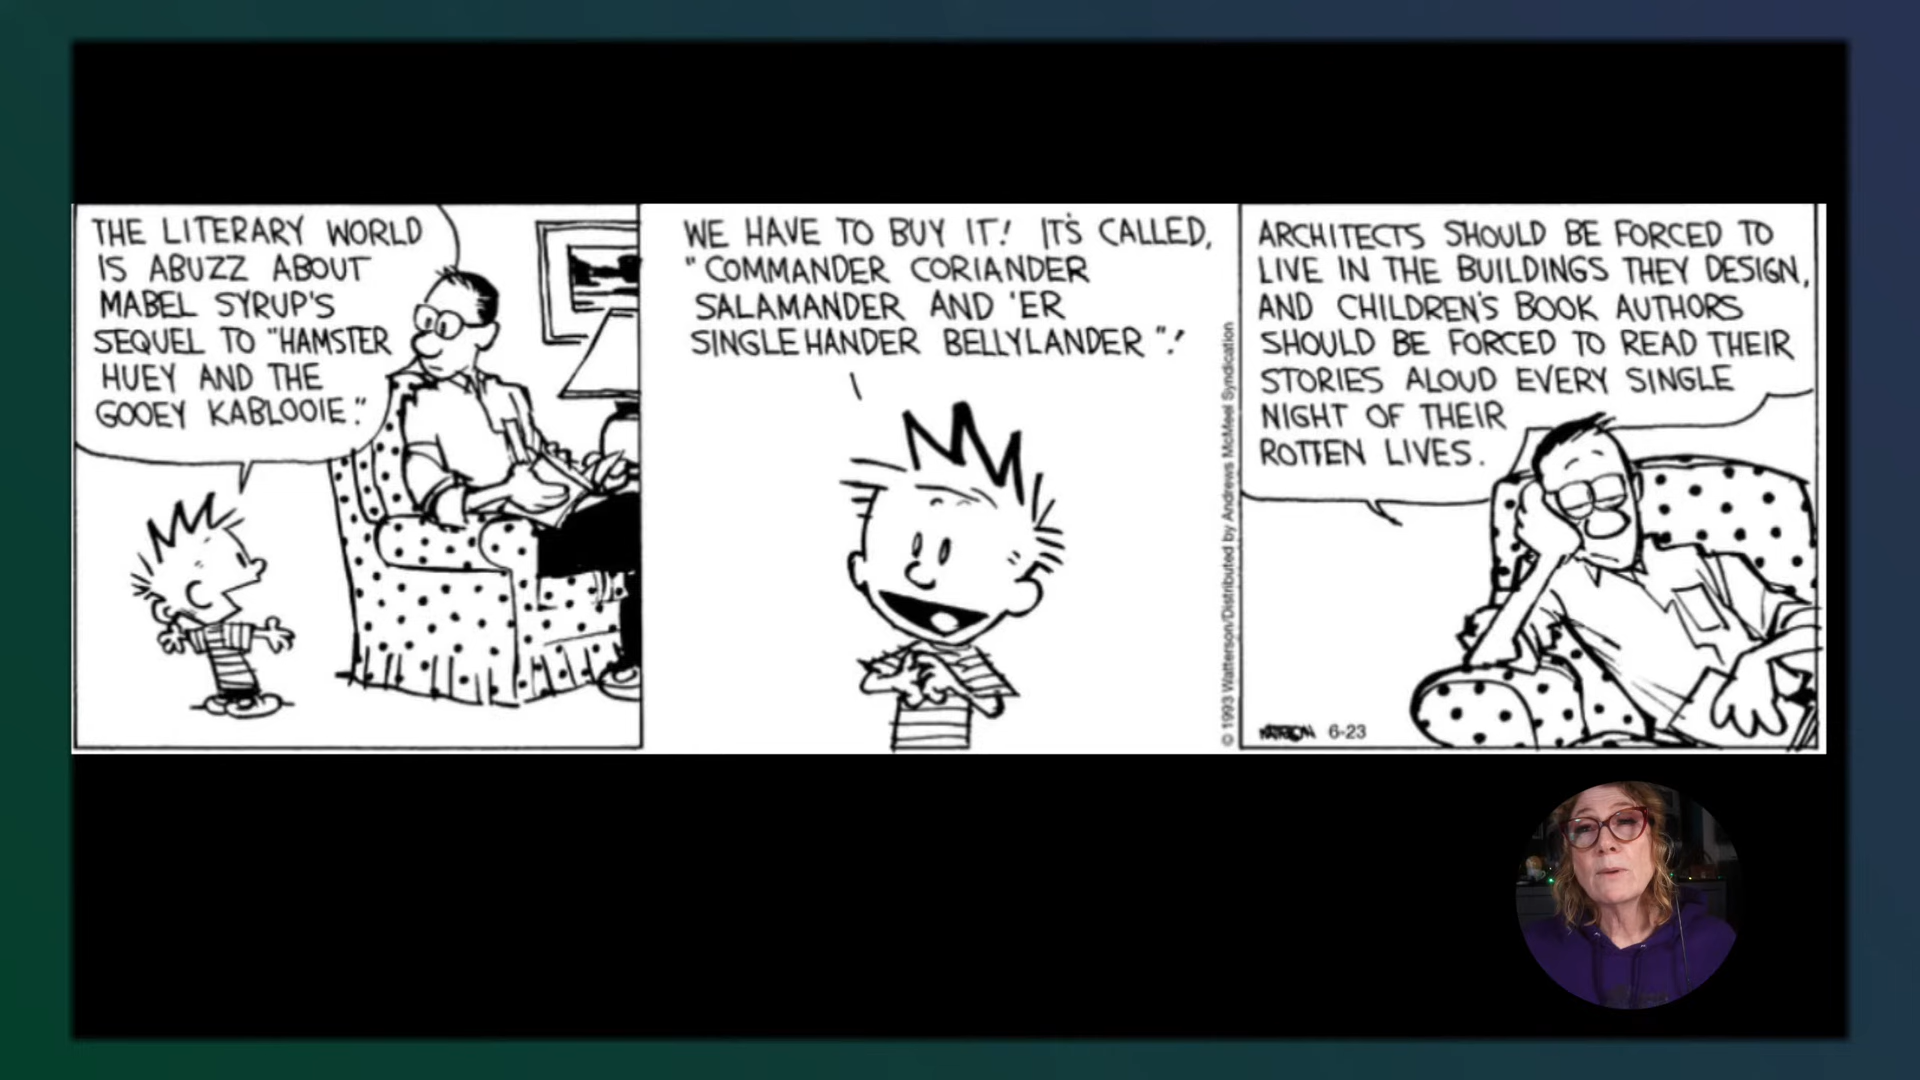 THE LITERARY WORLD
IS ABUZZ ABOUT
MABEL SYRUP'S
SEQUEL TO "HAMSTER
HUEY AND THE
GOOEY KABLOOIE."
WE HAVE TO BUY IT! IT'S CALLED,
"COMMANDER CORIANDER
SALAMANDER AND 'ER
SINGLEHANDER BELLYLANDER"!
© 1993 Watterson/Distributed by Andrews McMeel Syndication
ARCHITECTS SHOULD BE FORCED TO
LIVE IN THE BUILDINGS THEY DESIGN,
AND CHILDREN'S BOOK AUTHORS
SHOULD BE FORCED TO READ THEIR
STORIES ALOUD EVERY SINGLE
NIGHT OF THEIR
ROTTEN LIVES.
6-23